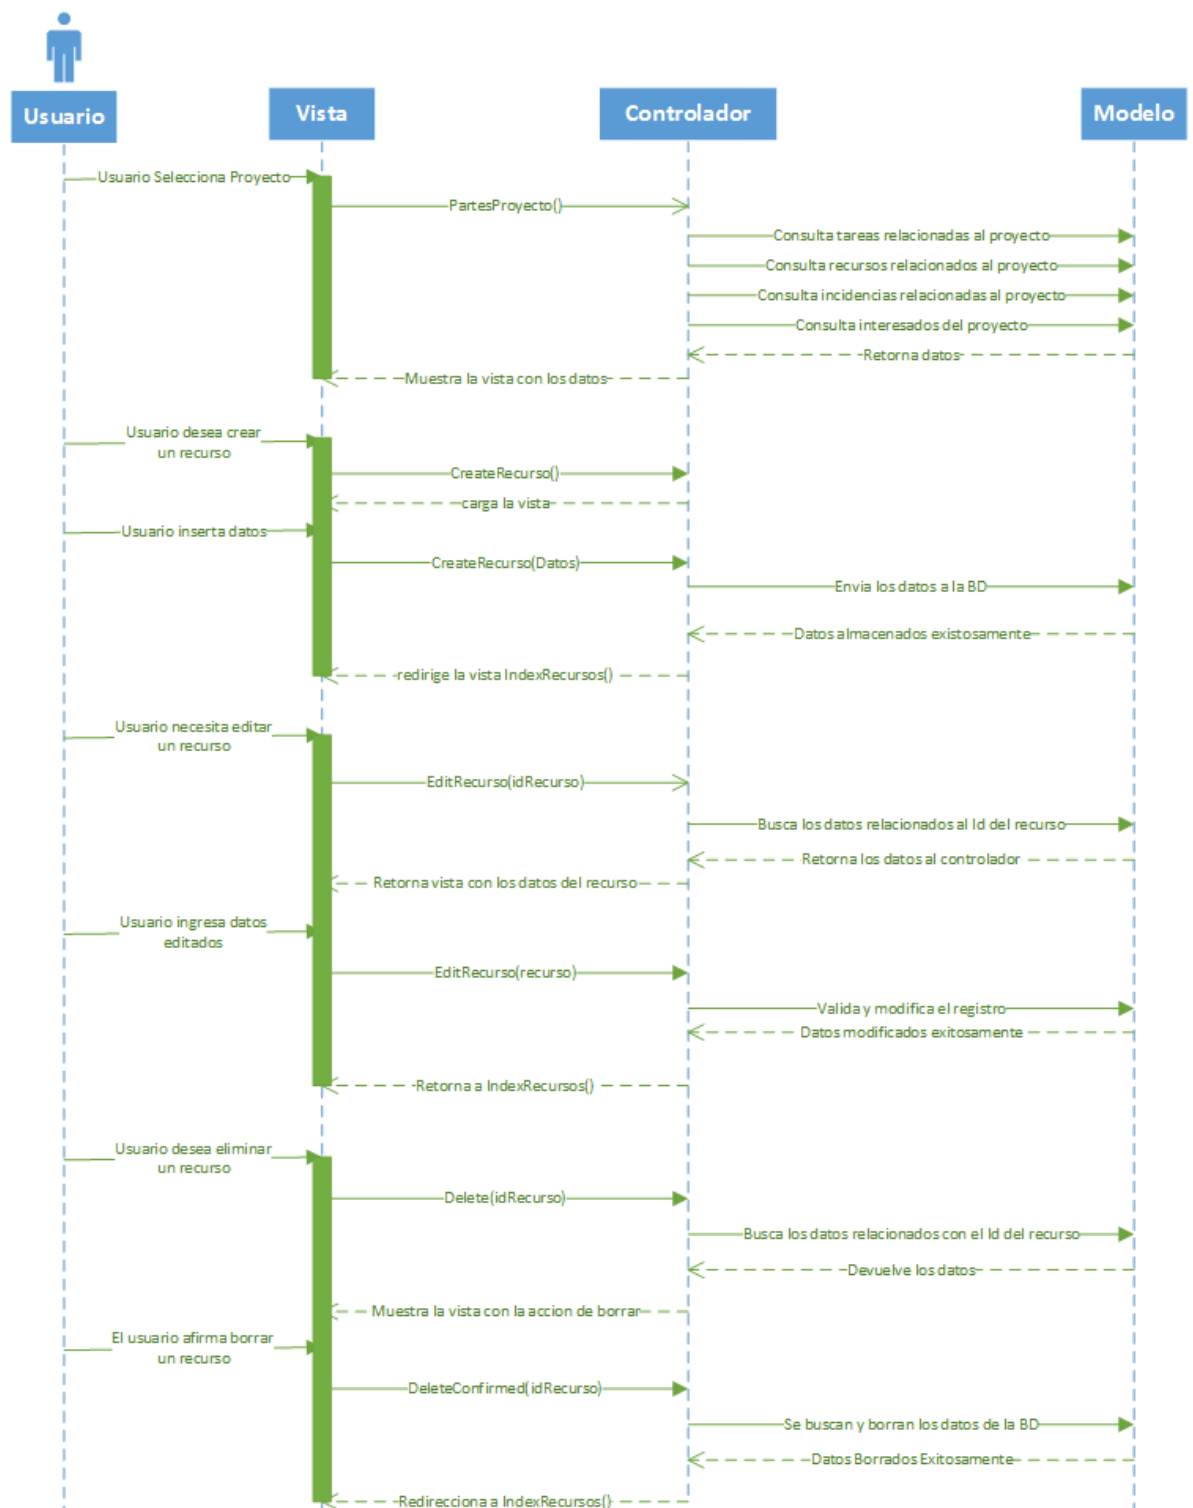 Usuario
Vista
Controlador
Modelo
Usuario Selecciona Proyecto
PartesProyecto()
Consulta tareas relacionadas al proyecto
Consulta recursos relacionados al proyecto
Consulta incidencias relacionadas al proyecto
Consulta interesados del proyecto
Retorna datos
Muestra la vista con los datos
Usuario desea crear
un recurso
CreateRecurso()
carga la vista
Usuario inserta datos
CreateRecurso(Datos)
Envia los datos a la BD
Datos almacenados existosamente
redirige la vista IndexRecursos()
Usuario necesita editar
un recurso
EditRecurso(idRecurso)
Busca los datos relacionados al Id del recurso
Retorna los datos al controlador
Retorna vista con los datos del recurso
Usuario ingresa datos
editados
EditRecurso(recurso)
Valida y modifica el registro
Datos modificados exitosamente
Retorna a IndexRecursos()
Usuario desea eliminar
un recurso
Delete(idRecurso)
Busca los datos relacionados con el Id del recurso
Devuelve los datos
Muestra la vista con la accion de borrar
El usuario afirma borrar
un recurso
DeleteConfirmed(idRecurso)
Se buscan y borran los datos de la BD
Datos Borrados Exitosamente
Redirecciona a IndexRecursos()